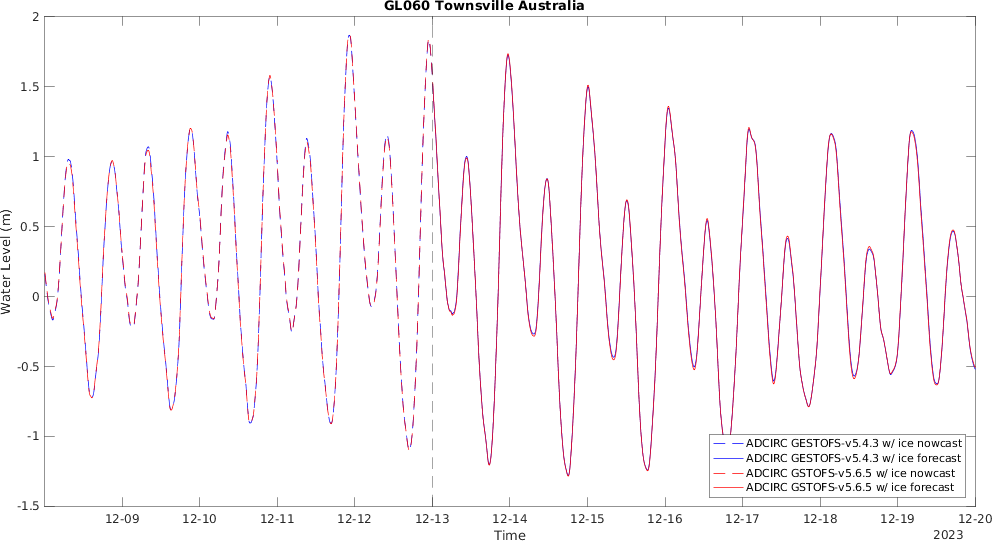 GL060 Townsville Australia
2
1.5
1
0.5
0
-0.5
-1
-1.5
Water Level (m)
ADCIRC GESTOFS-v5.4.3 w/ ice nowcast
ADCIRC GESTOFS-v5.4.3 w/ ice forecast
ADCIRC GSTOFS-v5.6.5 w/ ice nowcast
ADCIRC GSTOFS-v5.6.5 w/ ice forecast
12-09 12-10 12-11 12-12 12-13 12-14 12-15 12-16 12-17 12-18 12-19 12-20
Time
2023